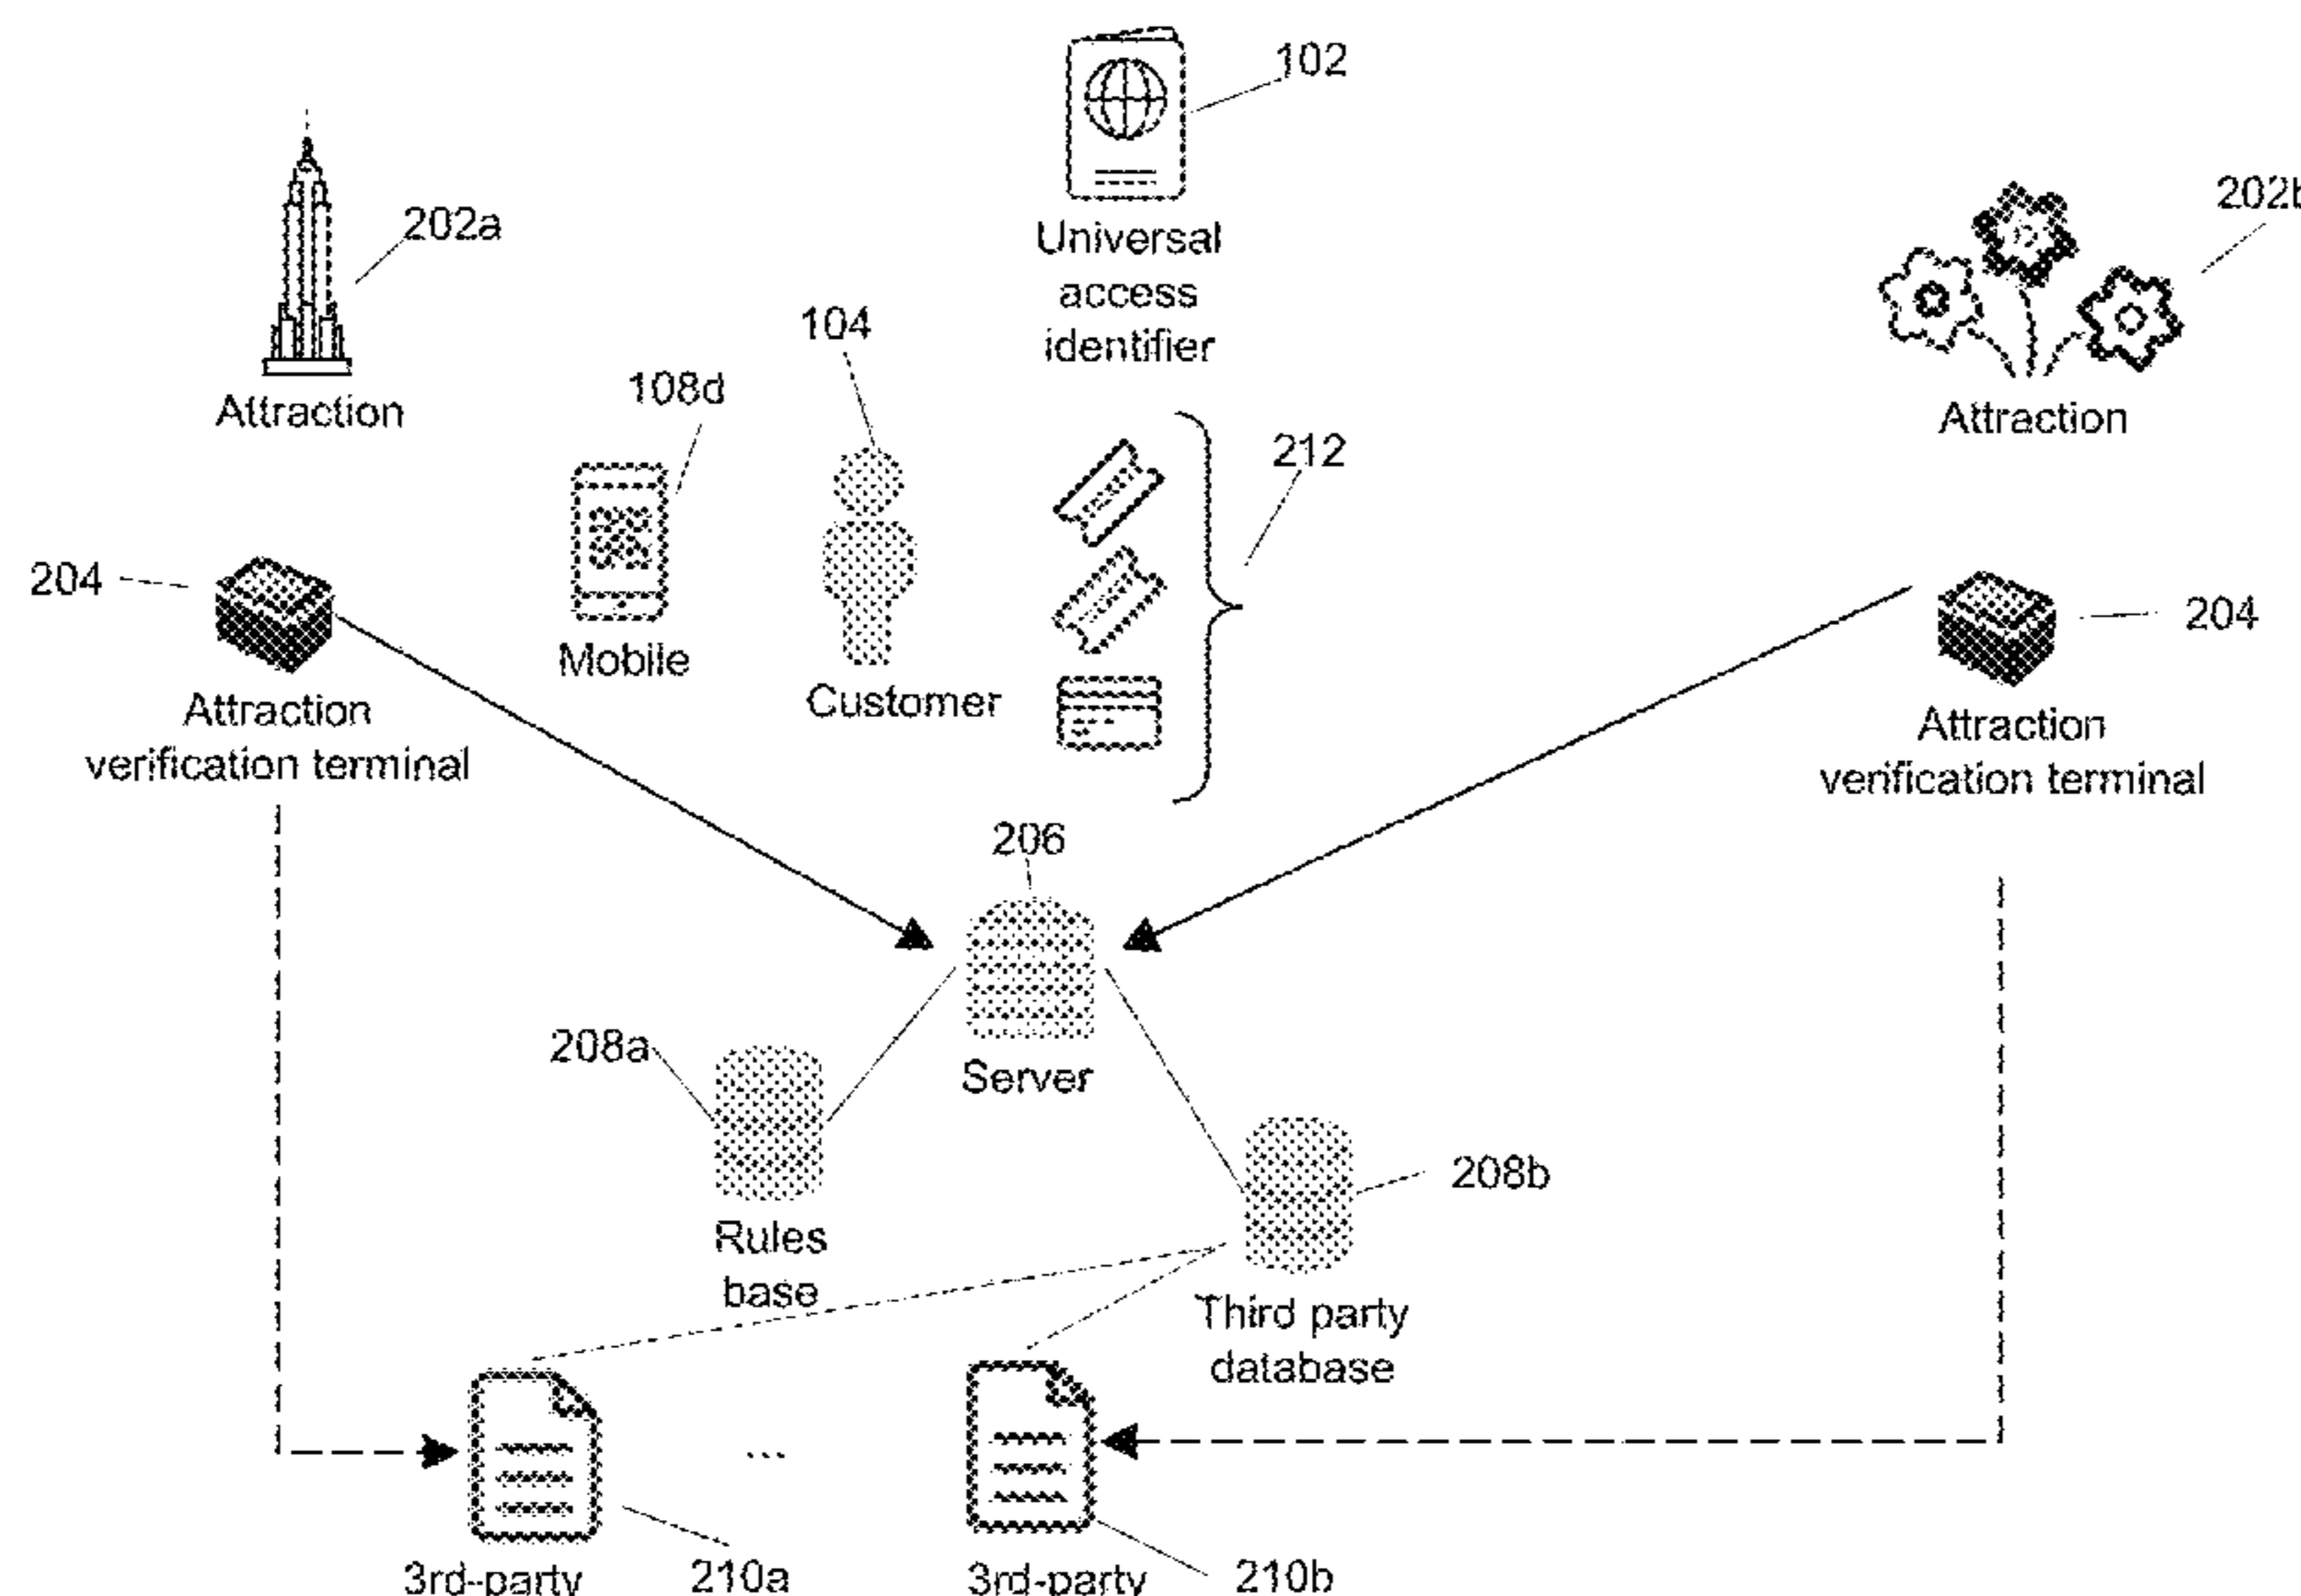 102
202a
202b
Universal
access
identifier
104
108d
Attraction
Attraction
212
204
204
Mobile
Customer
Attraction
verification terminal
Attraction
verification terminal
206
208a
Server
208b
Rules
base
Third party
database
...
3rd-party
210a
3rd-party
210b